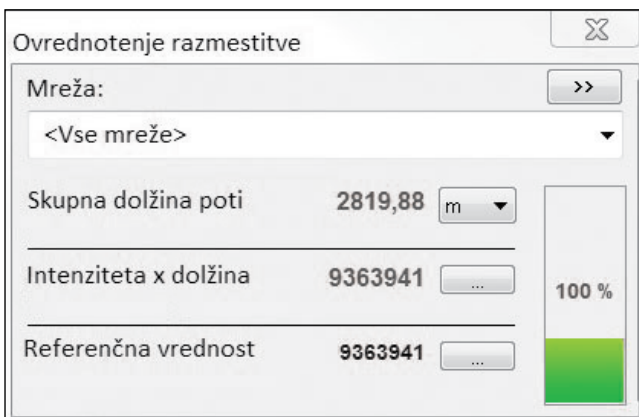 Ovrednotenje razmestitve
Mreža: >>
<Vse mreže>
Skupna dolžina poti 2819,88 m
Intenziteta x dolžina 9363941 ...
100 %
Referenčna vrednost 9363941 ...